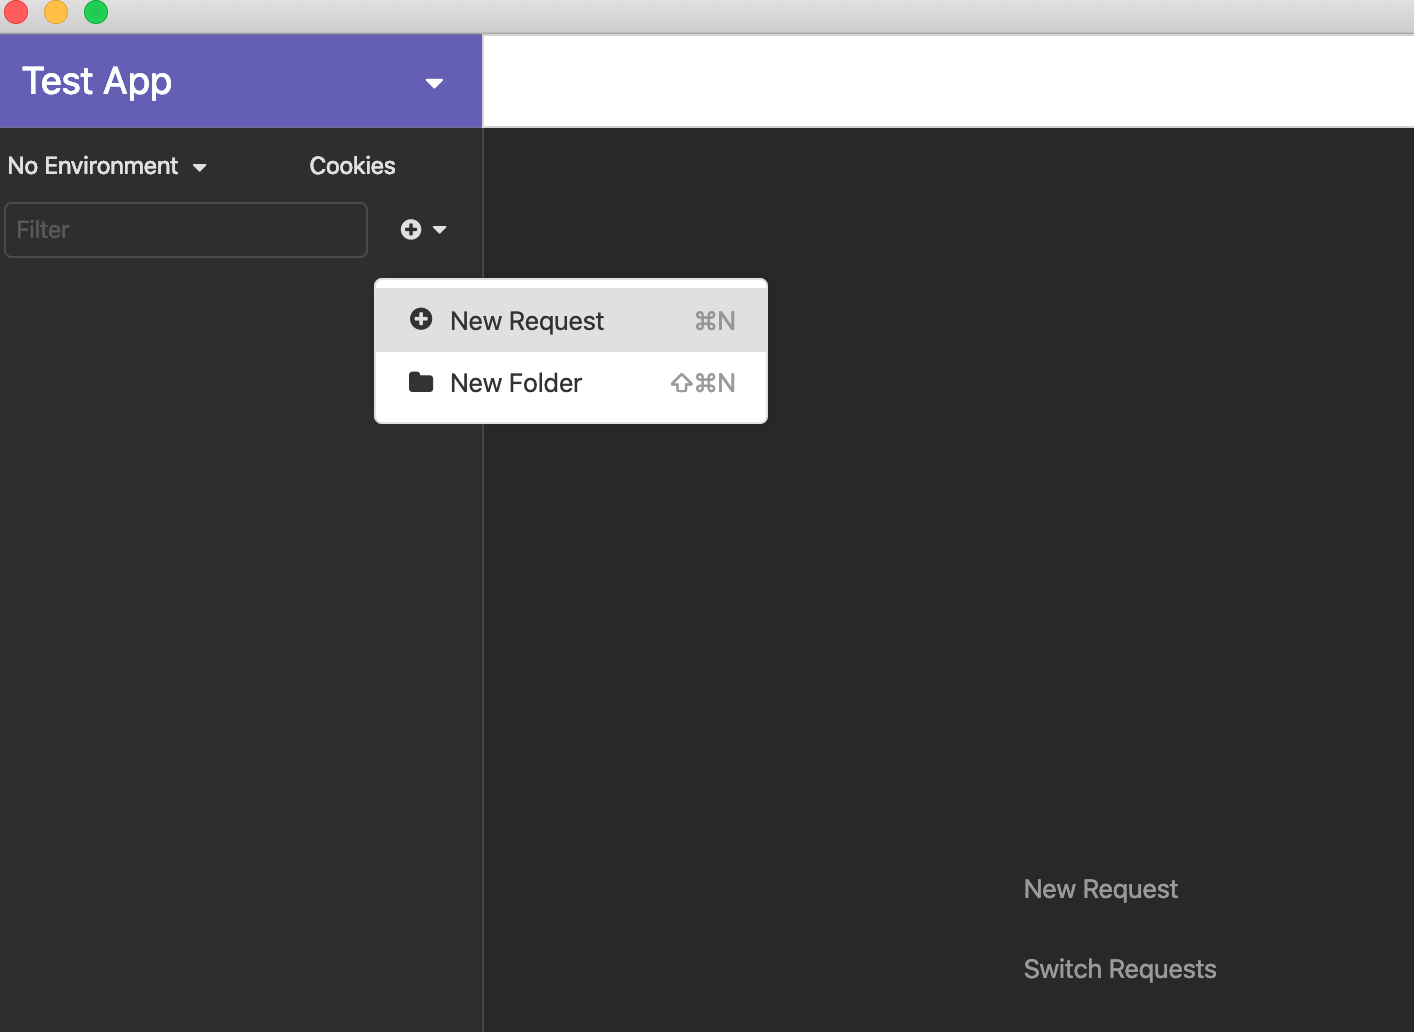 Test App
No Environment
Cookies
Filter
New Request ⌘N
New Folder ⇧⌘N
New Request
Switch Requests